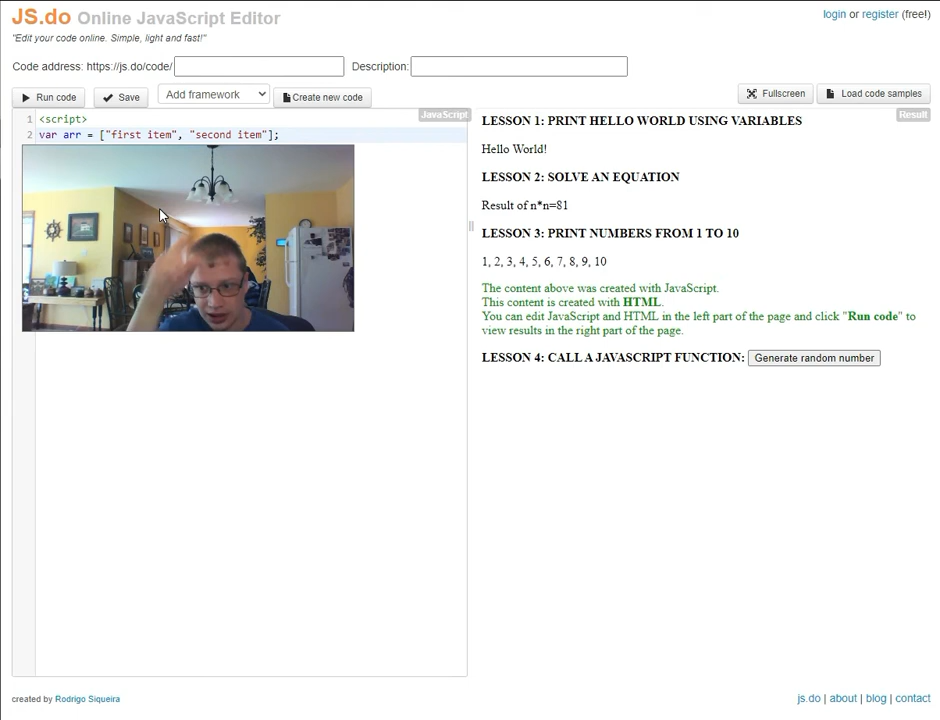 JS.do Online JavaScript Editor
login or register (free!)
"Edit your code online. Simple, light and fast!"
Code address: https://js.do/code/
Description:
Run code
Save
Add framework
Create new code
Fullscreen
Load code samples
JavaScript
Result
1 <script>
2 var arr = ["first item", "second item"];
LESSON 1: PRINT HELLO WORLD USING VARIABLES
Hello World!
LESSON 2: SOLVE AN EQUATION
Result of n*n=81
LESSON 3: PRINT NUMBERS FROM 1 TO 10
1, 2, 3, 4, 5, 6, 7, 8, 9, 10
The content above was created with JavaScript.
This content is created with HTML.
You can edit JavaScript and HTML in the left part of the page and click "Run code" to
view results in the right part of the page.
LESSON 4: CALL A JAVASCRIPT FUNCTION: Generate random number
created by Rodrigo Siqueira
js.do | about | blog | contact